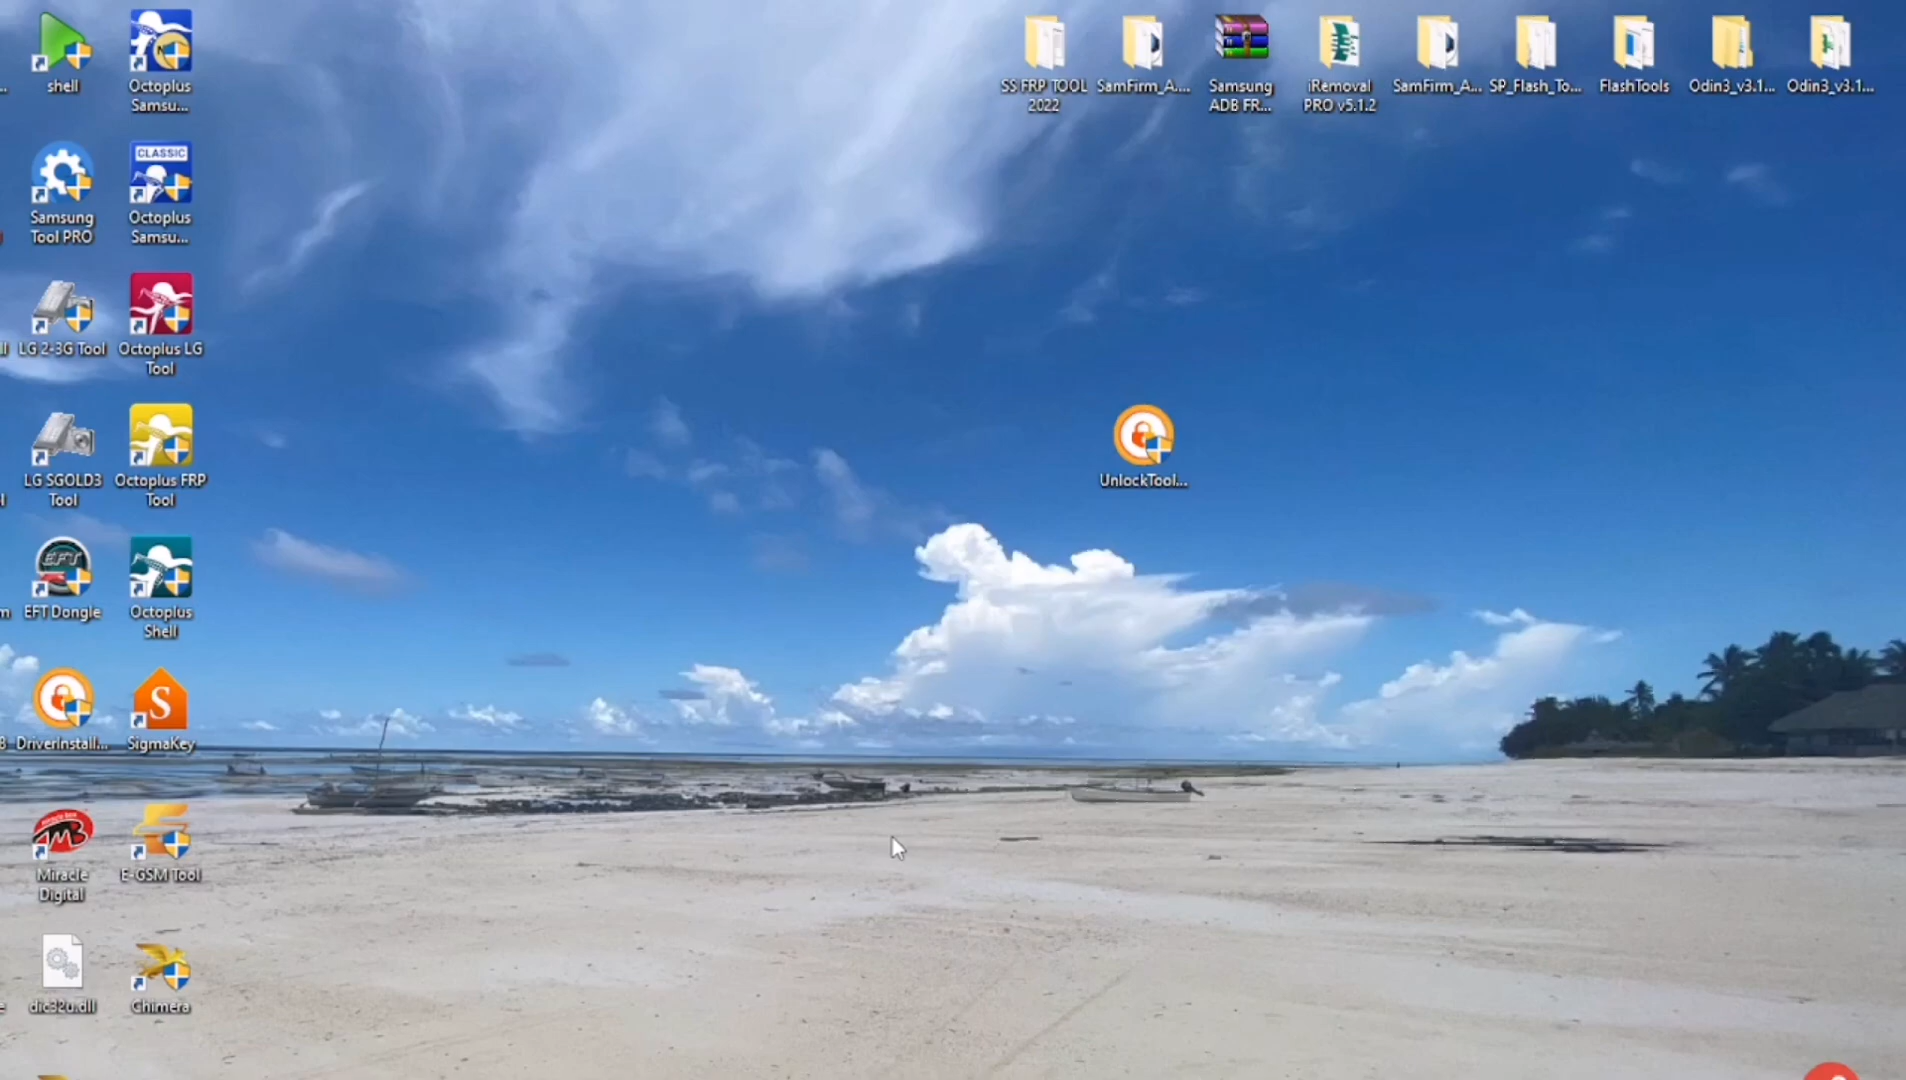 shell
Octoplus
Samsu...
SS FRP TOOL
2022
SamFirm_A....
Samsung
ADB FR...
iRemoval
PRO v5.1.2
SamFirm_A...
SP_Flash_To...
FlashTools
Odin3_v3.1...
Odin3_v3.1...
Samsung
Tool PRO
CLASSIC
Octoplus
Samsu...
LG 2-3G Tool
Octoplus LG
Tool
LG SGOLD3
Tool
Octoplus FRP
Tool
UnlockTool...
EFT
EFT Dongle
Octoplus
Shell
DriverInstall...
S
SigmaKey
MB
Miracle
Digital
E-GSM Tool
dic32u.dll
Chimera